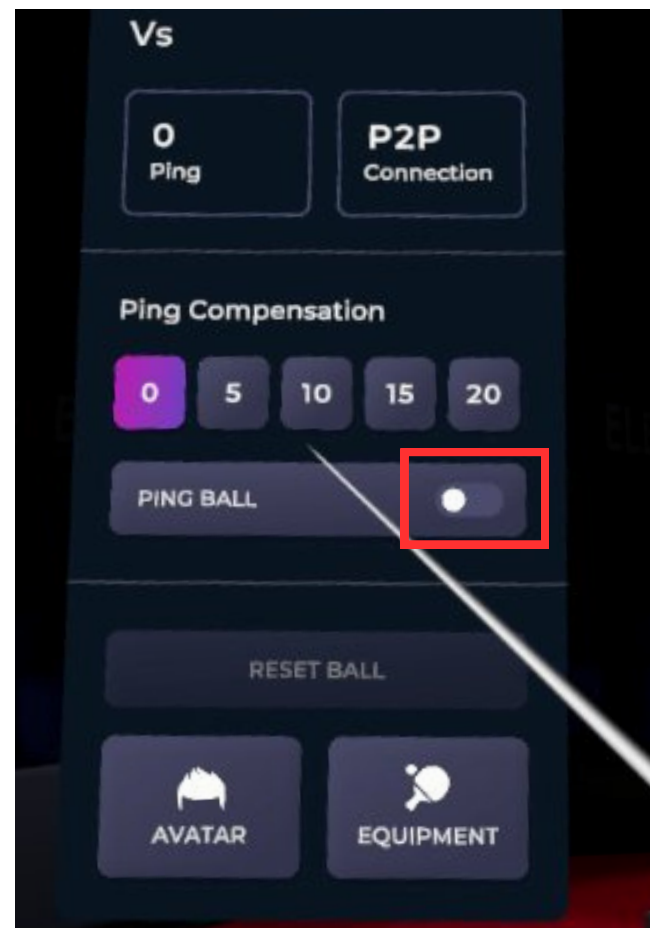 Vs
0
Ping
P2P
Connection
Ping Compensation
0 5 10 15 20
PING BALL
RESET BALL
AVATAR
EQUIPMENT